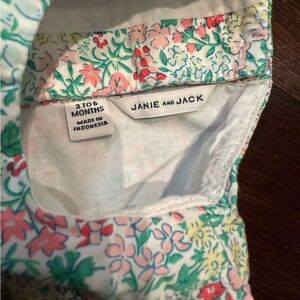 3 TO 6
MONTHS
MADE IN
INDONESIA
JANIE AND JACK